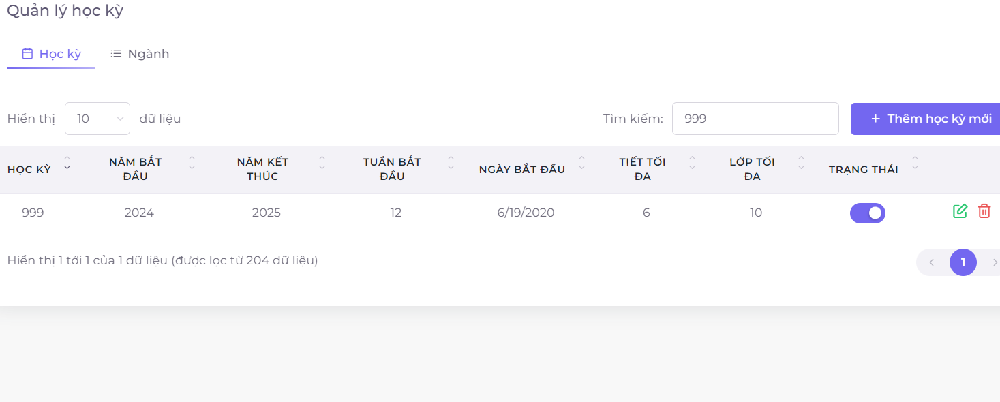 Quản lý học kỳ
Học kỳ Ngành
Hiển thị 10 dữ liệu Tìm kiếm: 999 + Thêm học kỳ mới
HỌC KỲ NĂM BẮT ĐẦU NĂM KẾT THÚC TUẦN BẮT ĐẦU NGÀY BẮT ĐẦU TIẾT TỐI ĐA LỚP TỐI ĐA TRẠNG THÁI
999 2024 2025 12 6/19/2020 6 10
Hiển thị 1 tới 1 của 1 dữ liệu (được lọc từ 204 dữ liệu) 1